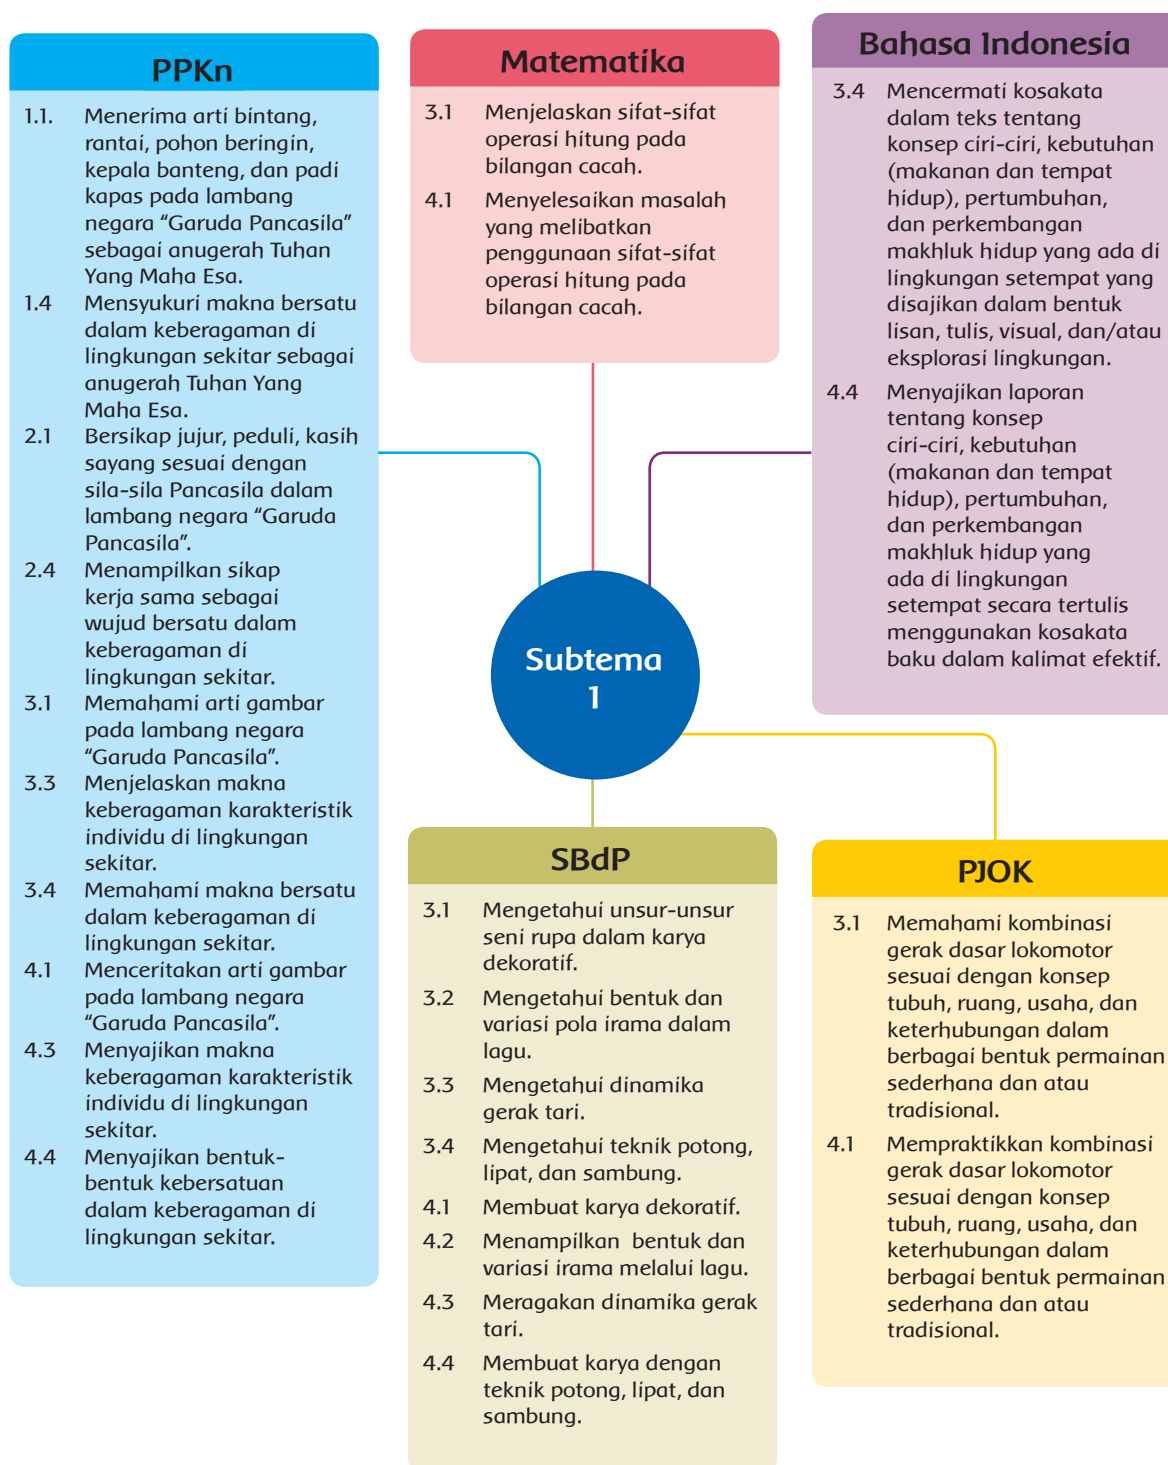 PPKn
1.1. Menerima arti bintang,
rantai, pohon beringin,
kepala banteng, dan padi
kapas pada lambang
negara “Garuda Pancasila”
sebagai anugerah Tuhan
Yang Maha Esa.
1.4 Mensyukuri makna bersatu
dalam keberagaman di
lingkungan sekitar sebagai
anugerah Tuhan Yang
Maha Esa.
2.1 Bersikap jujur, peduli, kasih
sayang sesuai dengan
sila-sila Pancasila dalam
lambang negara “Garuda
Pancasila”.
2.4 Menampilkan sikap
kerja sama sebagai
wujud bersatu dalam
keberagaman di
lingkungan sekitar.
3.1 Memahami arti gambar
pada lambang negara
“Garuda Pancasila”.
3.3 Menjelaskan makna
keberagaman karakteristik
individu di lingkungan
sekitar.
3.4 Memahami makna bersatu
dalam keberagaman di
lingkungan sekitar.
4.1 Menceritakan arti gambar
pada lambang negara
“Garuda Pancasila”.
4.3 Menyajikan makna
keberagaman karakteristik
individu di lingkungan
sekitar.
4.4 Menyajikan bentuk-
bentuk kebersatuan
dalam keberagaman di
lingkungan sekitar.
Matematika
3.1 Menjelaskan sifat-sifat
operasi hitung pada
bilangan cacah.
4.1 Menyelesaikan masalah
yang melibatkan
penggunaan sifat-sifat
operasi hitung pada
bilangan cacah.
Bahasa Indonesia
3.4 Mencermati kosakata
dalam teks tentang
konsep ciri-ciri, kebutuhan
(makanan dan tempat
hidup), pertumbuhan,
dan perkembangan
makhluk hidup yang ada di
lingkungan setempat yang
disajikan dalam bentuk
lisan, tulis, visual, dan/atau
eksplorasi lingkungan.
4.4 Menyajikan laporan
tentang konsep
ciri-ciri, kebutuhan
(makanan dan tempat
hidup), pertumbuhan,
dan perkembangan
makhluk hidup yang
ada di lingkungan
setempat secara tertulis
menggunakan kosakata
baku dalam kalimat efektif.
Subtema
1
SBdP
3.1 Mengetahui unsur-unsur
seni rupa dalam karya
dekoratif.
3.2 Mengetahui bentuk dan
variasi pola irama dalam
lagu.
3.3 Mengetahui dinamika
gerak tari.
3.4 Mengetahui teknik potong,
lipat, dan sambung.
4.1 Membuat karya dekoratif.
4.2 Menampilkan bentuk dan
variasi irama melalui lagu.
4.3 Meragakan dinamika gerak
tari.
4.4 Membuat karya dengan
teknik potong, lipat, dan
sambung.
PJOK
3.1 Memahami kombinasi
gerak dasar lokomotor
sesuai dengan konsep
tubuh, ruang, usaha, dan
keterhubungan dalam
berbagai bentuk permainan
sederhana dan atau
tradisional.
4.1 Mempraktikkan kombinasi
gerak dasar lokomotor
sesuai dengan konsep
tubuh, ruang, usaha, dan
keterhubungan dalam
berbagai bentuk permainan
sederhana dan atau
tradisional.